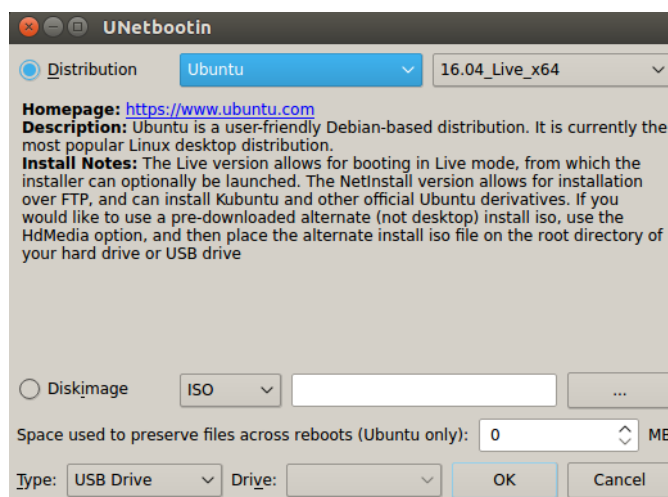 UNetbootin
Distribution Ubuntu 16.04_Live_x64
Homepage: https://www.ubuntu.com
Description: Ubuntu is a user-friendly Debian-based distribution. It is currently the
most popular Linux desktop distribution.
Install Notes: The Live version allows for booting in Live mode, from which the
installer can optionally be launched. The NetInstall version allows for installation
over FTP, and can install Kubuntu and other official Ubuntu derivatives. If you
would like to use a pre-downloaded alternate (not desktop) install iso, use the
HdMedia option, and then place the alternate install iso file on the root directory of
your hard drive or USB drive
Diskimage ISO ...
Space used to preserve files across reboots (Ubuntu only): 0 MB
Type: USB Drive Drive: OK Cancel